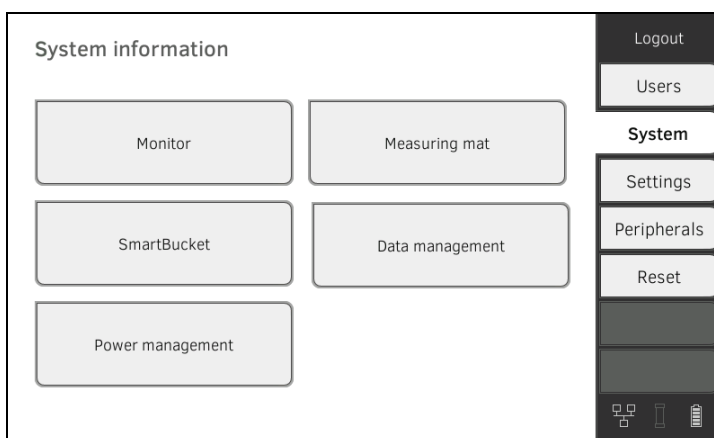 System information
Monitor
Measuring mat
SmartBucket
Data management
Power management
Logout
Users
System
Settings
Peripherals
Reset